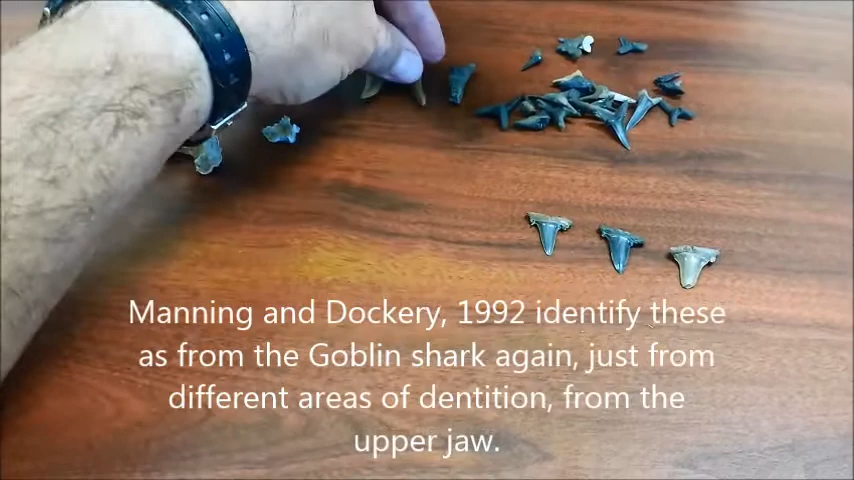 Manning and Dockery, 1992 identify these
as from the Goblin shark again, just from
different areas of dentition, from the
upper jaw.